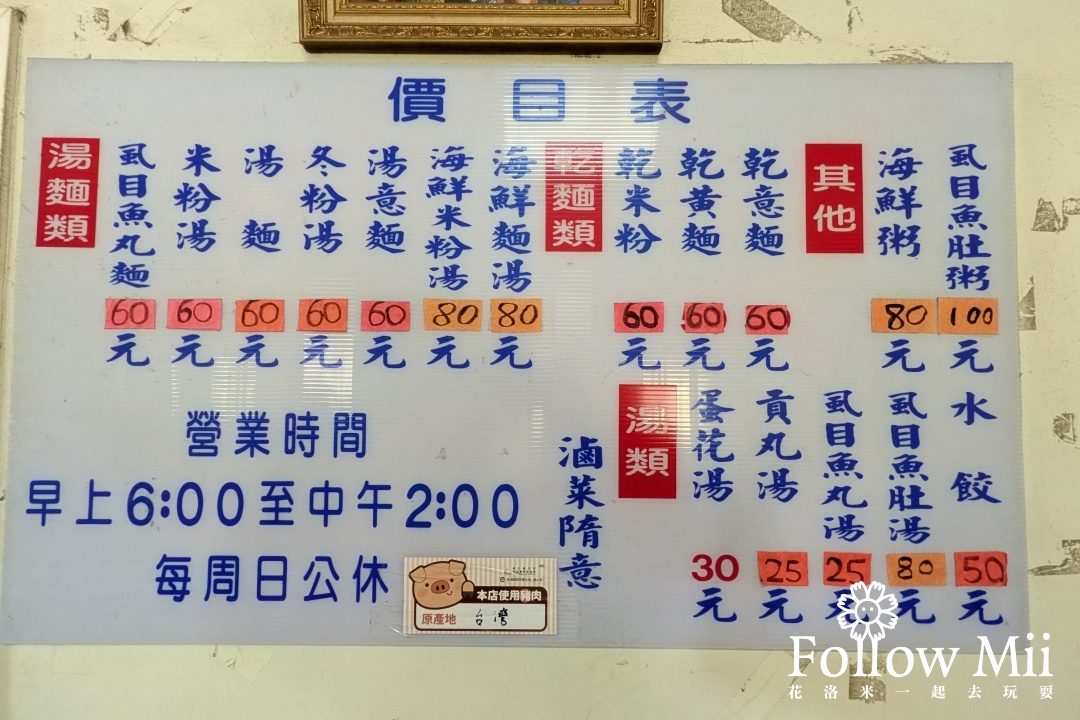 價目表
湯麵類
虱目魚丸麵
60元
米粉湯
60元
湯麵
60元
冬粉湯
60元
湯意麵
60元
海鮮米粉湯
80元
海鮮麵湯
80元
乾麵類
乾米粉
60元
乾黃麵
60元
乾意麵
60元
其他
海鮮粥
80元
虱目魚肚粥
100元
湯類
蛋花湯
30元
貢丸湯
25元
虱目魚丸湯
25元
虱目魚肚湯
80元
水餃
50元
滷菜隋意
營業時間
早上6:00至中午2:00
每周日公休
本店使用豬肉
原產地 台灣
Follow Mii
花洛米一起去玩耍